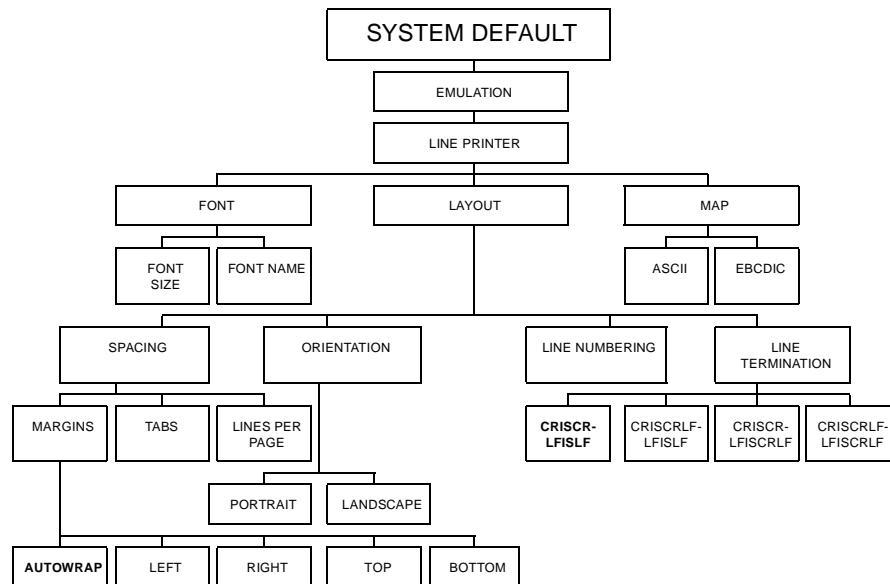 SYSTEM DEFAULT
EMULATION
LINE PRINTER
FONT
LAYOUT
MAP
FONT
SIZE
FONT NAME
ASCII
EBCDIC
SPACING
ORIENTATION
LINE NUMBERING
LINE
TERMINATION
MARGINS
TABS
LINES PER
PAGE
CRISCR-
LFISLF
CRISCRLF-
LFISLF
CRISCR-
LFISCRLF
CRISCRLF-
LFISCRLF
PORTRAIT
LANDSCAPE
AUTOWRAP
LEFT
RIGHT
TOP
BOTTOM